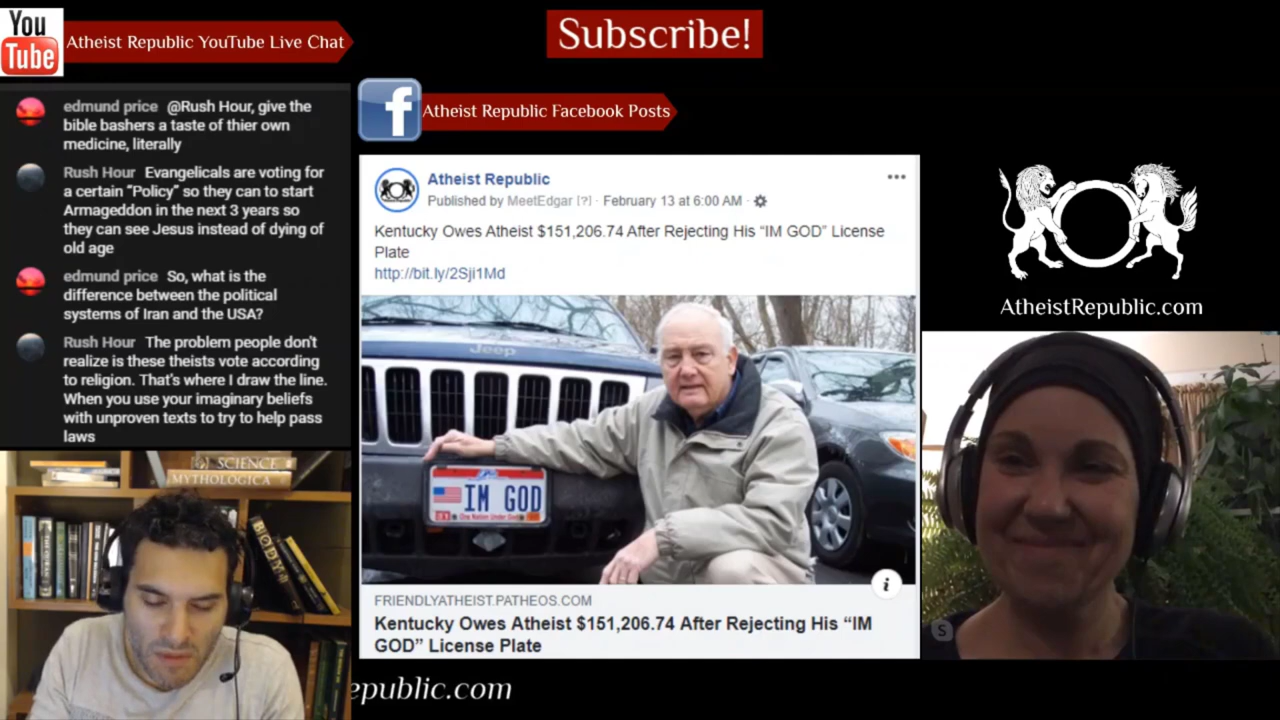 You
Tube
Atheist Republic YouTube Live Chat
Subscribe!
edmund price @Rush Hour, give the
bible bashers a taste of thier own
medicine, literally
Rush Hour Evangelicals are voting for
a certain “Policy” so they can to start
Armageddon in the next 3 years so
they can see Jesus instead of dying of
old age
edmund price So, what is the
difference between the political
systems of Iran and the USA?
Rush Hour The problem people don't
realize is these theists vote according
to religion. That's where I draw the line.
When you use your imaginary beliefs
with unproven texts to try to help pass
laws
f
Atheist Republic Facebook Posts
Atheist Republic
Published by MeetEdgar [?] · February 13 at 6:00 AM ·
Kentucky Owes Atheist $151,206.74 After Rejecting His “IM GOD” License
Plate
http://bit.ly/2Sji1Md
Jeep
IM GOD
One Nation Under God
i
FRIENDLYATHEIST.PATHEOS.COM
Kentucky Owes Atheist $151,206.74 After Rejecting His “IM
GOD” License Plate
AtheistRepublic.com
SCIENCE
MYTHOLOGICA
BODY
S
epublic.com